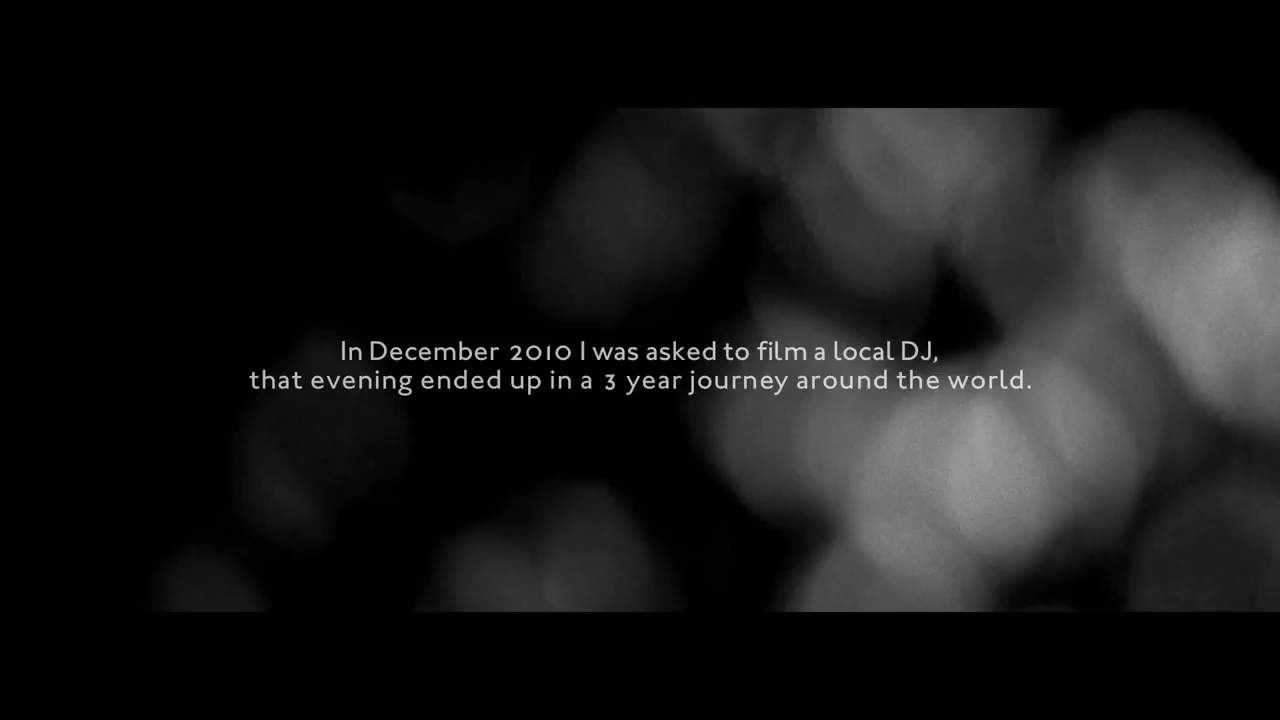 In December 2010 I was asked to film a local DJ,
that evening ended up in a 3 year journey around the world.